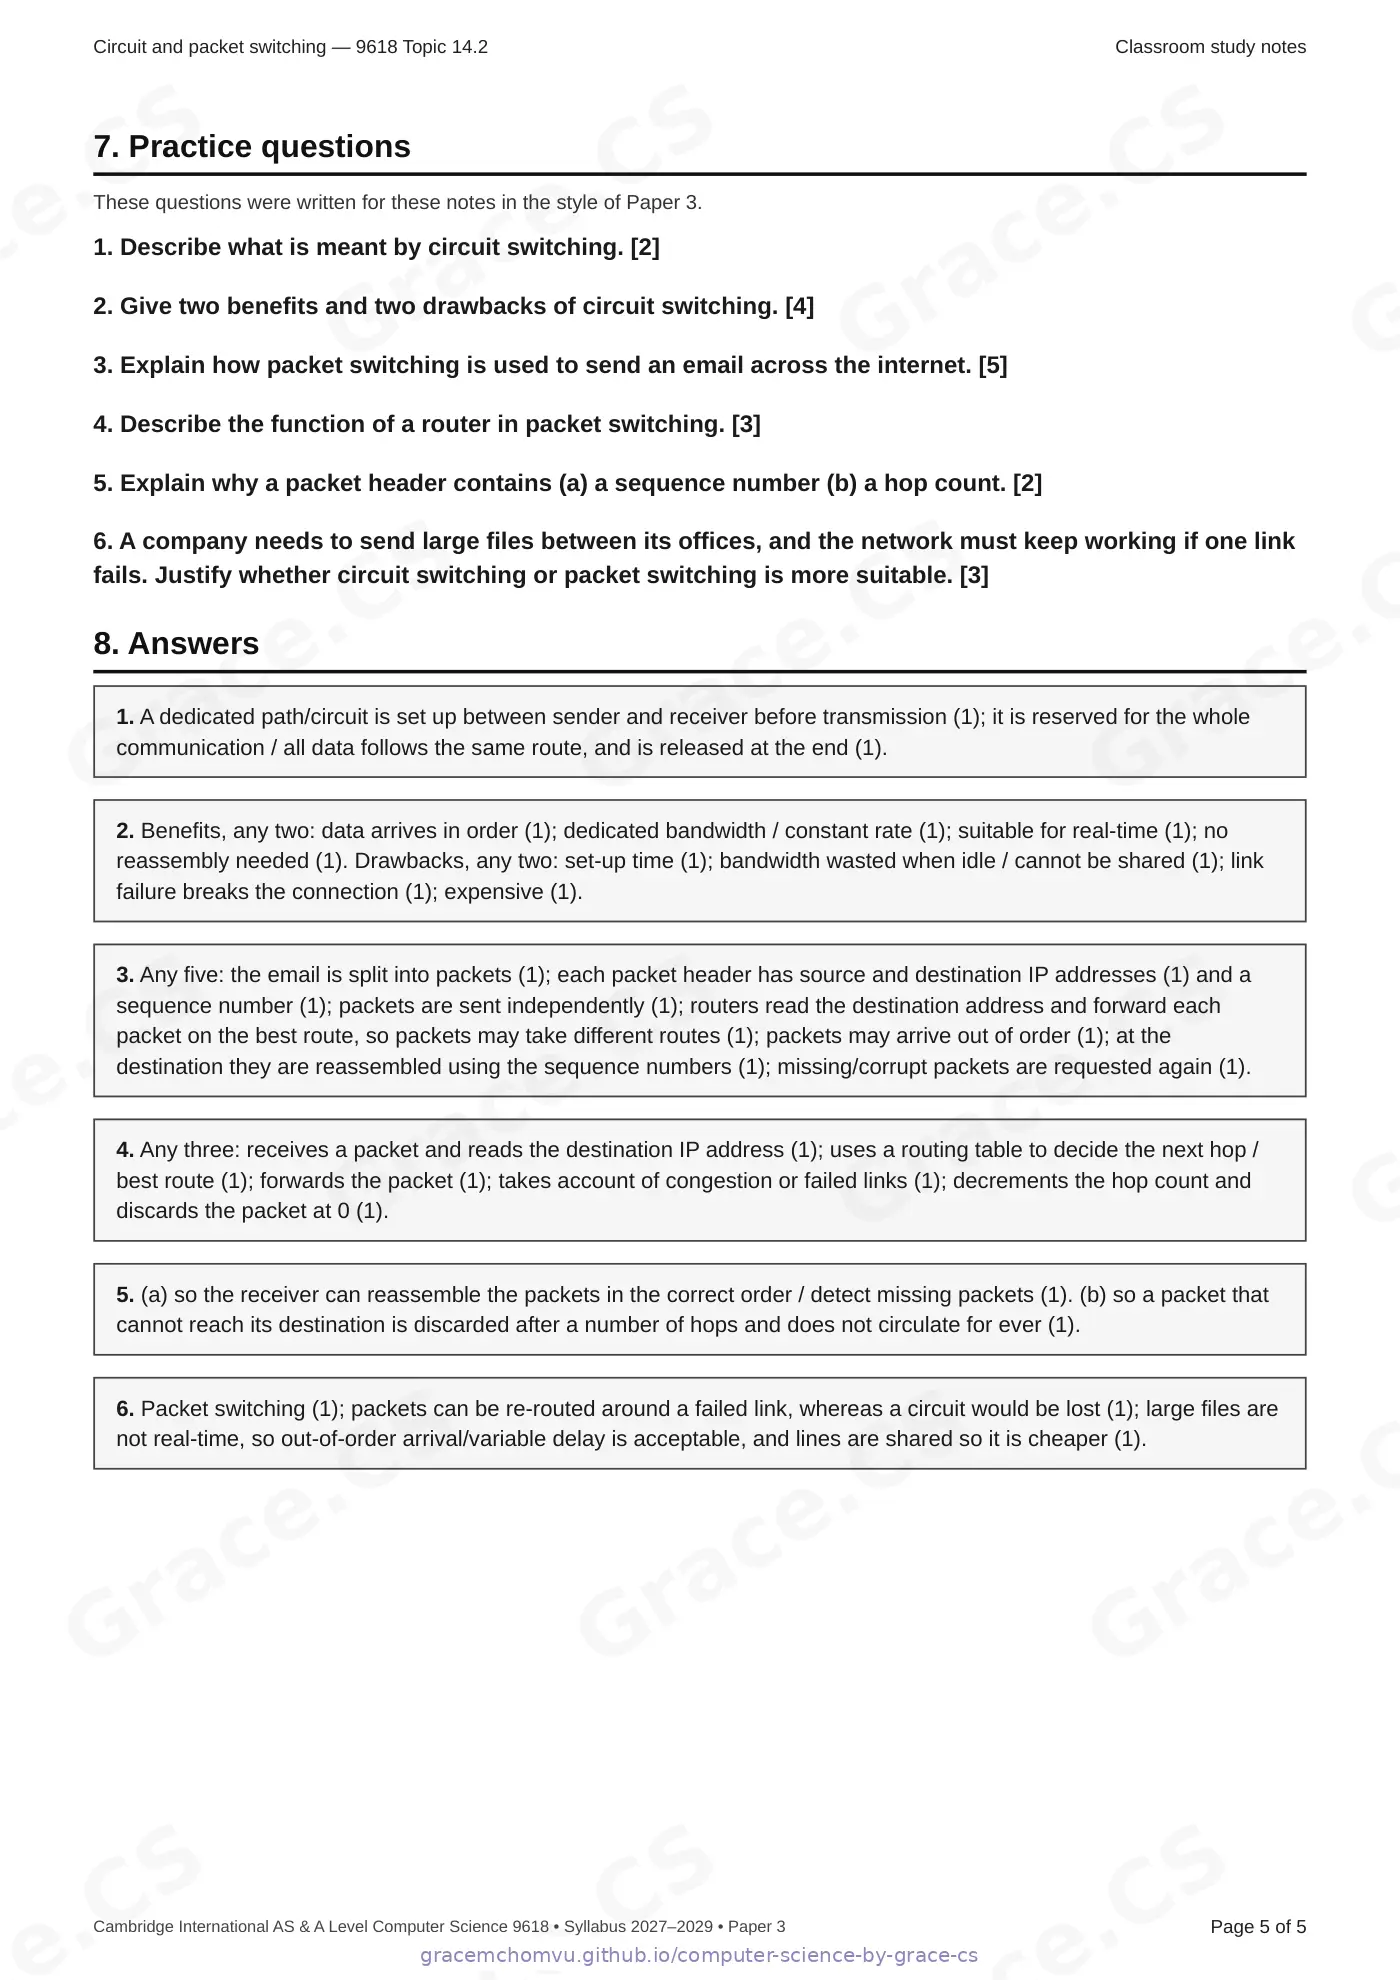 Circuit and packet switching — 9618 Topic 14.2
Classroom study notes
7. Practice questions
These questions were written for these notes in the style of Paper 3.
1. Describe what is meant by circuit switching. [2]
2. Give two benefits and two drawbacks of circuit switching. [4]
3. Explain how packet switching is used to send an email across the internet. [5]
4. Describe the function of a router in packet switching. [3]
5. Explain why a packet header contains (a) a sequence number (b) a hop count. [2]
6. A company needs to send large files between its offices, and the network must keep working if one link
fails. Justify whether circuit switching or packet switching is more suitable. [3]
8. Answers
1. A dedicated path/circuit is set up between sender and receiver before transmission (1); it is reserved for the whole
communication / all data follows the same route, and is released at the end (1).
2. Benefits, any two: data arrives in order (1); dedicated bandwidth / constant rate (1); suitable for real-time (1); no
reassembly needed (1). Drawbacks, any two: set-up time (1); bandwidth wasted when idle / cannot be shared (1); link
failure breaks the connection (1); expensive (1).
3. Any five: the email is split into packets (1); each packet header has source and destination IP addresses (1) and a
sequence number (1); packets are sent independently (1); routers read the destination address and forward each
packet on the best route, so packets may take different routes (1); packets may arrive out of order (1); at the
destination they are reassembled using the sequence numbers (1); missing/corrupt packets are requested again (1).
4. Any three: receives a packet and reads the destination IP address (1); uses a routing table to decide the next hop /
best route (1); forwards the packet (1); takes account of congestion or failed links (1); decrements the hop count and
discards the packet at 0 (1).
5. (a) so the receiver can reassemble the packets in the correct order / detect missing packets (1). (b) so a packet that
cannot reach its destination is discarded after a number of hops and does not circulate for ever (1).
6. Packet switching (1); packets can be re-routed around a failed link, whereas a circuit would be lost (1); large files are
not real-time, so out-of-order arrival/variable delay is acceptable, and lines are shared so it is cheaper (1).
Cambridge International AS & A Level Computer Science 9618 • Syllabus 2027–2029 • Paper 3
Page 5 of 5
gracemchomvu.github.io/computer-science-by-grace-cs
Grace.CS